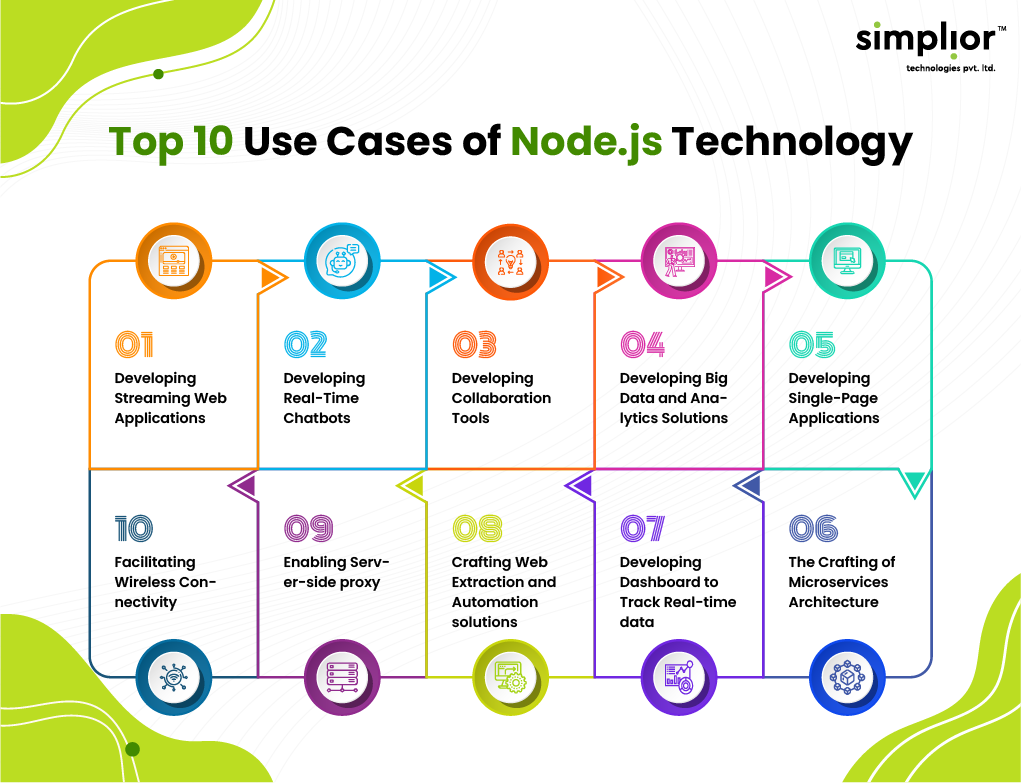 simplior™
technologies pvt. ltd.
Top 10 Use Cases of Node.js Technology
01
Developing
Streaming Web
Applications
02
Developing
Real-Time
Chatbots
03
Developing
Collaboration
Tools
04
Developing Big
Data and Ana-
lytics Solutions
05
Developing
Single-Page
Applications
06
The Crafting of
Microservices
Architecture
07
Developing
Dashboard to
Track Real-time
data
08
Crafting Web
Extraction and
Automation
solutions
09
Enabling Serv-
er-side proxy
10
Facilitating
Wireless Con-
nectivity